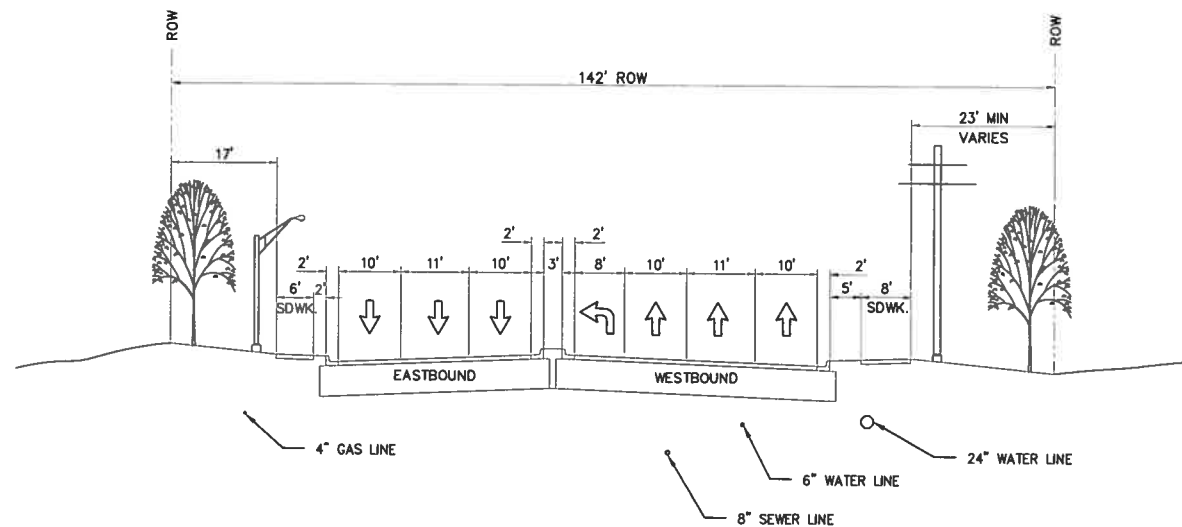 ROW
ROW
142' ROW
23' MIN
VARIES
17'
2'
2'
2'
10'
11'
10'
3'
8'
10'
11'
10'
2'
6'
2'
5'
8'
SDWK.
SDWK.
EASTBOUND
WESTBOUND
4" GAS LINE
24" WATER LINE
6" WATER LINE
8" SEWER LINE